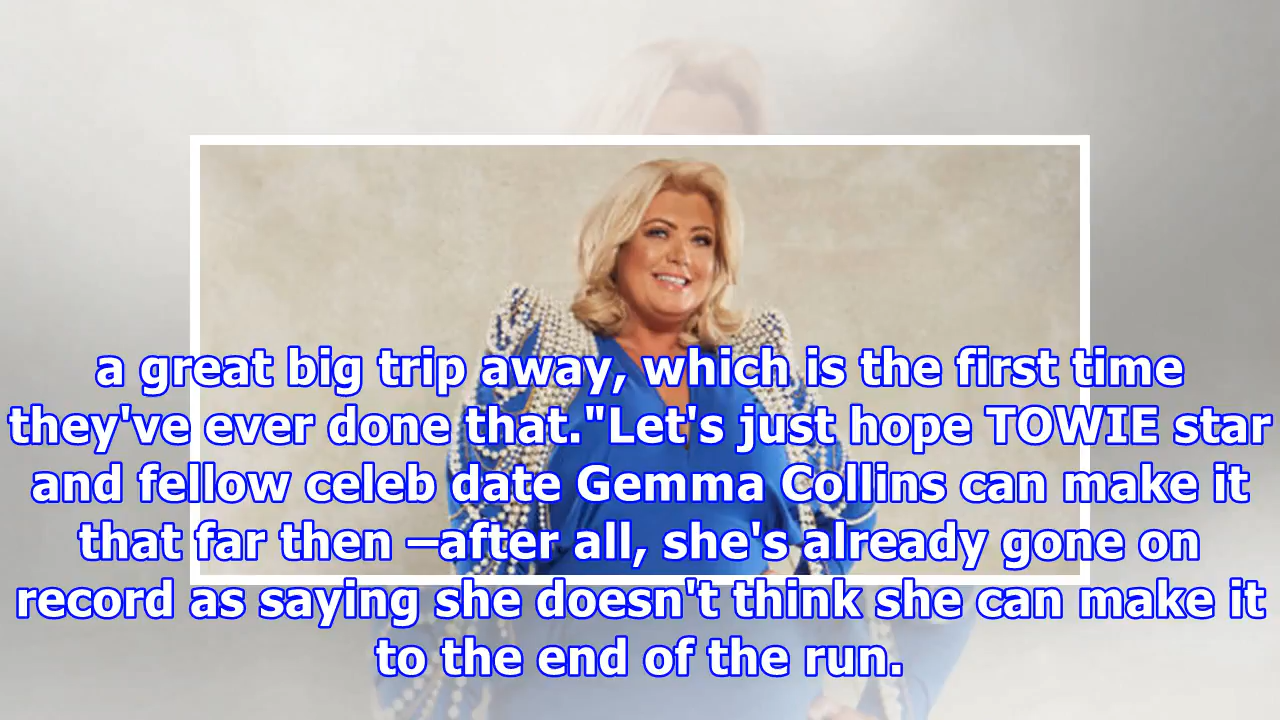 a great big trip away, which is the first time
they've ever done that."Let's just hope TOWIE star
and fellow celeb date Gemma Collins can make it
that far then –after all, she's already gone on
record as saying she doesn't think she can make it
to the end of the run.